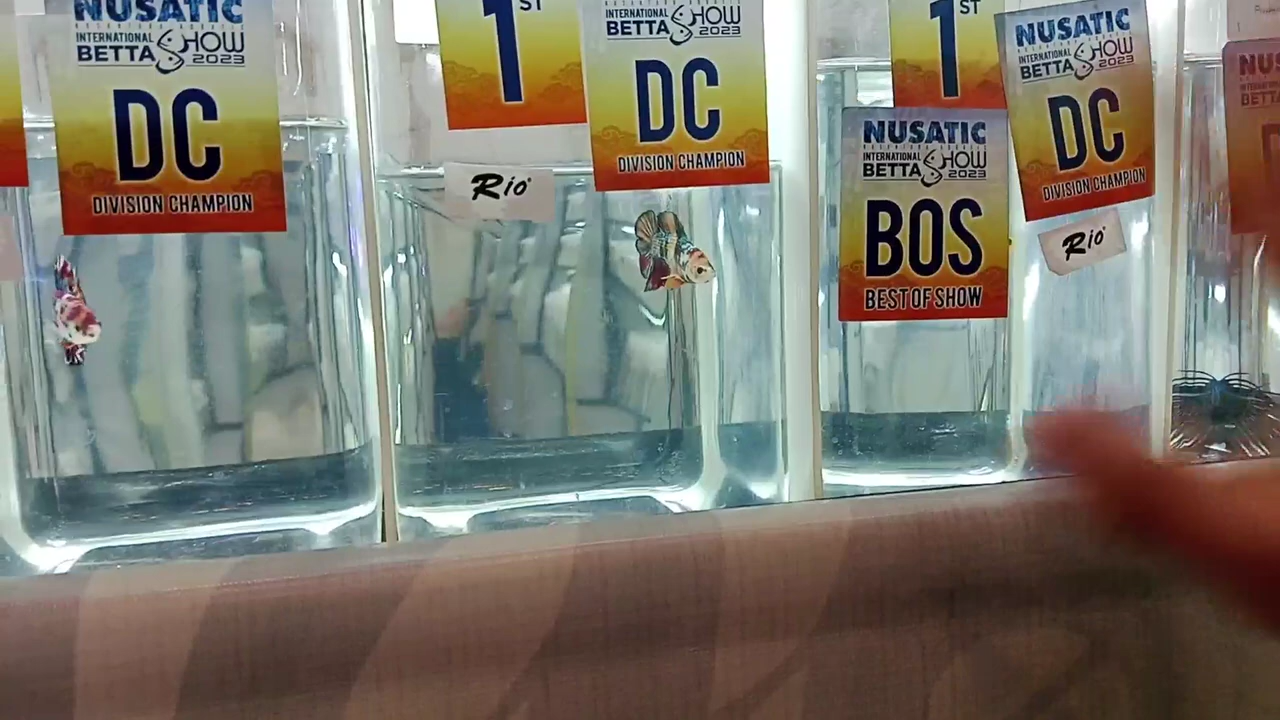 NUSATIC
INTERNATIONAL
BETTA SHOW
2023
DC
DIVISION CHAMPION
1ST
Rio
INTERNATIONAL
BETTA SHOW
2023
DC
DIVISION CHAMPION
1ST
NUSATIC
INTERNATIONAL
BETTA SHOW
2023
BOS
BEST OF SHOW
NUSATIC
INTERNATIONAL
BETTA SHOW
2023
DC
DIVISION CHAMPION
Rio